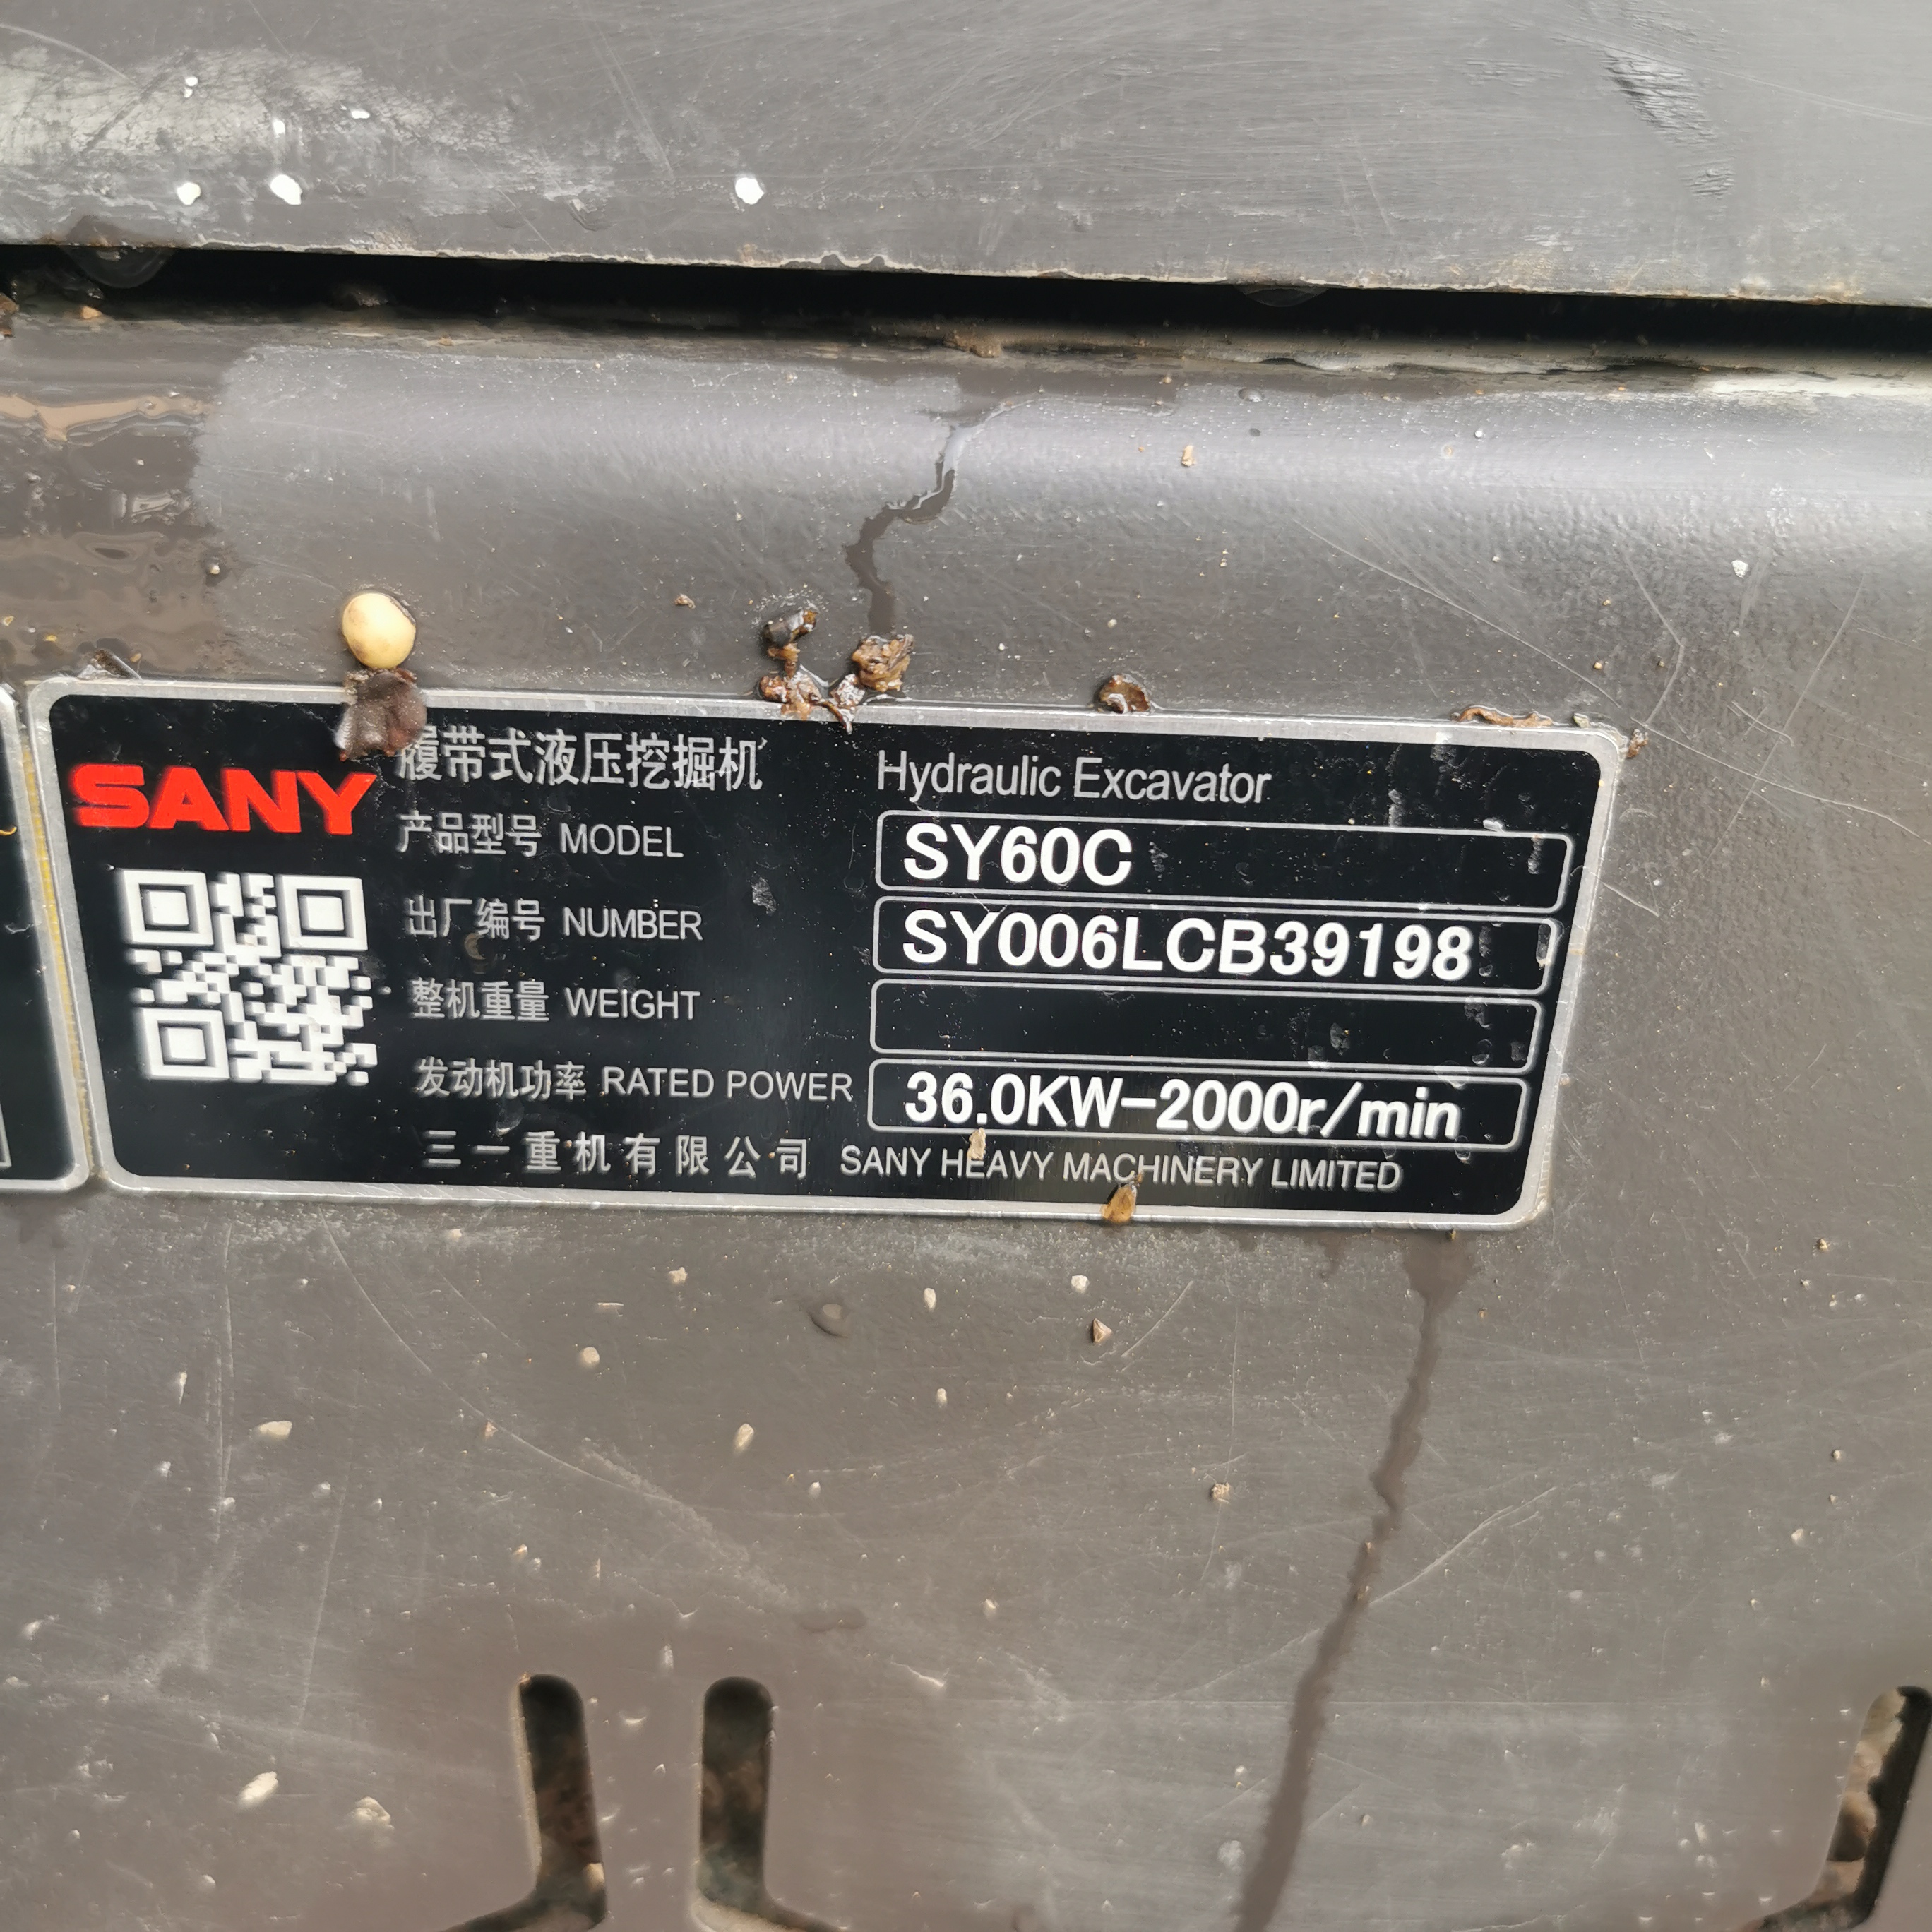 SANY
履带式液压挖掘机 Hydraulic Excavator
产品型号 MODEL SY60C
出厂编号 NUMBER SY006LCB39198
整机重量 WEIGHT
发动机功率 RATED POWER 36.0KW-2000r/min
三一重机有限公司 SANY HEAVY MACHINERY LIMITED